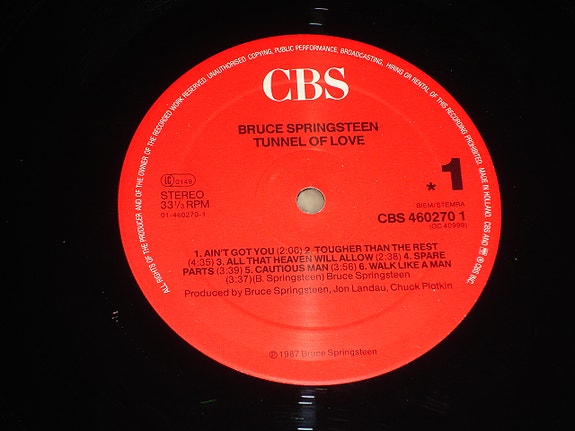 ALL RIGHTS OF THE PRODUCER AND OF THE OWNER OF THE RECORDED WORK RESERVED. UNAUTHORISED COPYING, PUBLIC PERFORMANCE, BROADCASTING, HIRING OR RENTAL OF THIS RECORDING PROHIBITED. MADE IN HOLLAND. CBS AND ℗ © CBS INC.
CBS
BRUCE SPRINGSTEEN
TUNNEL OF LOVE
LC 0149
STEREO
33⅓ RPM
01-460270-1
* 1
BIEM/STEMRA
CBS 460270 1
(OC 40999)
1. AIN'T GOT YOU (2:08) 2. TOUGHER THAN THE REST
(4:35) 3. ALL THAT HEAVEN WILL ALLOW (2:38) 4. SPARE
PARTS (3:39) 5. CAUTIOUS MAN (3:56) 6. WALK LIKE A MAN
(3:37)(B. Springsteen) Bruce Springsteen
Produced by Bruce Springsteen, Jon Landau, Chuck Plotkin
℗ 1987 Bruce Springsteen